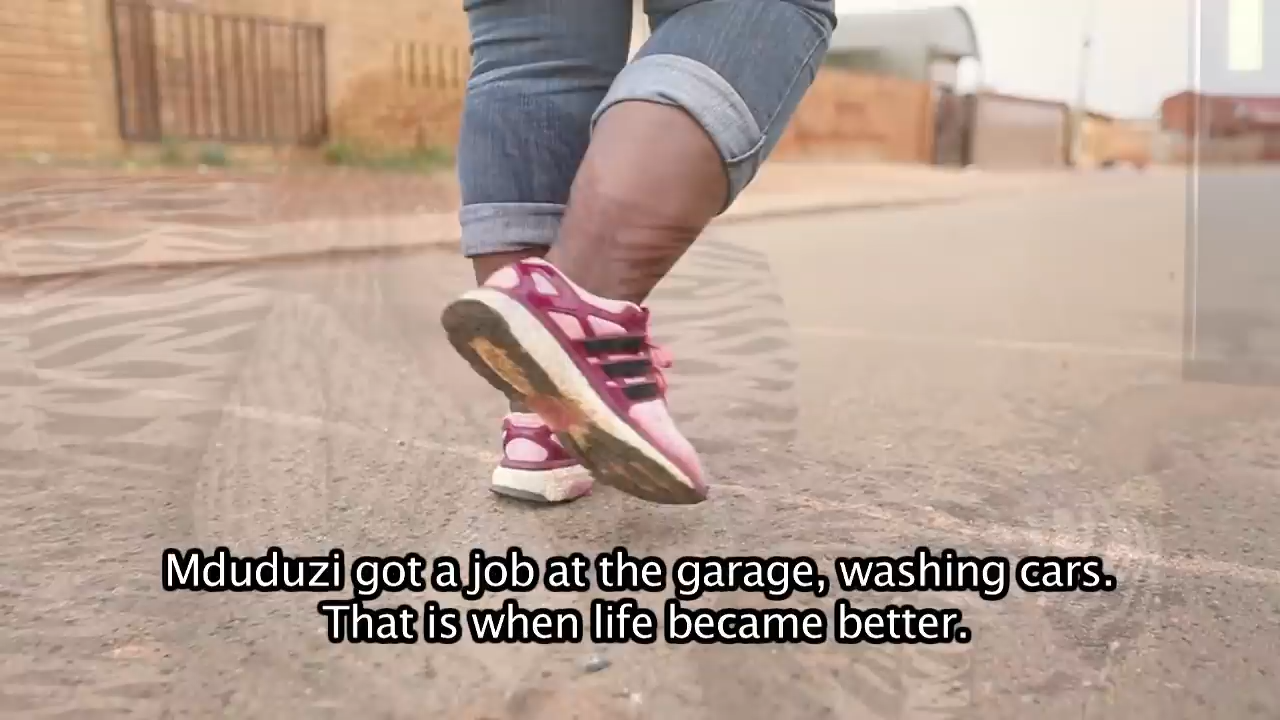 Mduduzi got a job at the garage, washing cars.
That is when life became better.